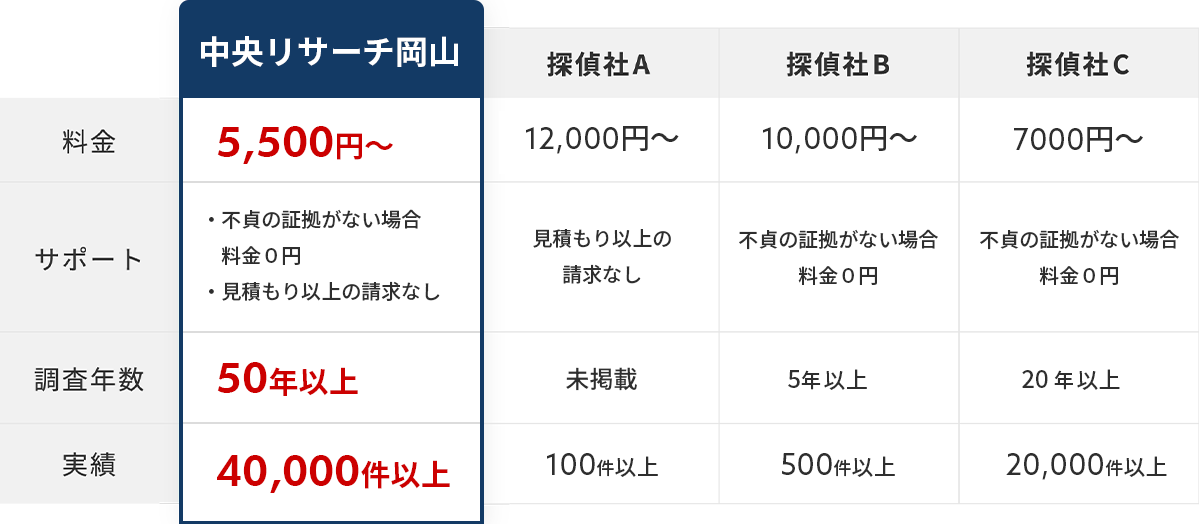 中央リサーチ岡山
探偵社A
探偵社B
探偵社C
料金
5,500円～
12,000円～
10,000円～
7000円～
サポート
・不貞の証拠がない場合
料金０円
・見積もり以上の請求なし
見積もり以上の
請求なし
不貞の証拠がない場合
料金０円
不貞の証拠がない場合
料金０円
調査年数
50年以上
未掲載
5年以上
20 年以上
実績
40,000件以上
100件以上
500件以上
20,000件以上